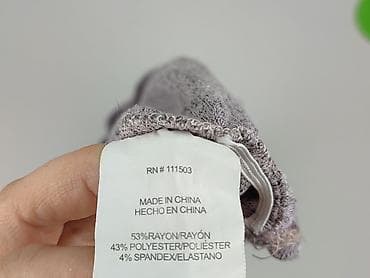 RN # 111503
MADE IN CHINA
HECHO EN CHINA
53%RAYON/RAYÓN
43% POLYESTER/POLIÉSTER
4% SPANDEX/ELASTANO